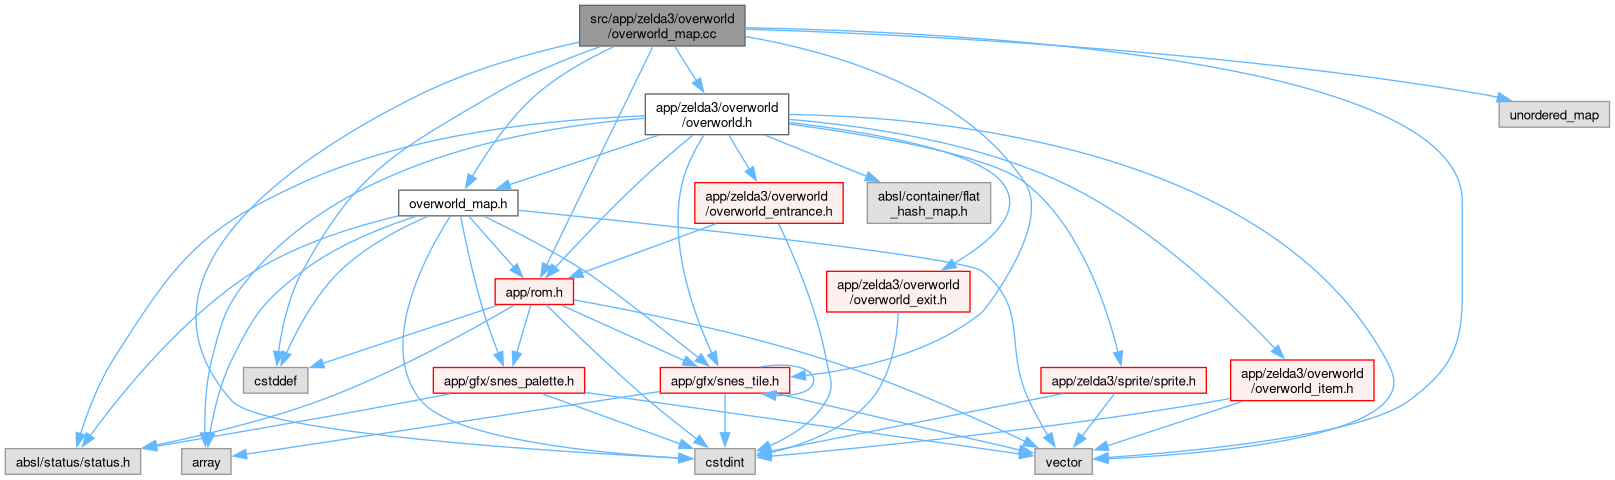 src/app/zelda3/overworld
/overworld_map.cc
app/zelda3/overworld
/overworld.h
unordered_map
overworld_map.h
app/zelda3/overworld
/overworld_entrance.h
absl/container/flat
_hash_map.h
app/rom.h
app/zelda3/overworld
/overworld_exit.h
cstddef
app/gfx/snes_palette.h
app/gfx/snes_tile.h
app/zelda3/sprite/sprite.h
app/zelda3/overworld
/overworld_item.h
absl/status/status.h
array
cstdint
vector